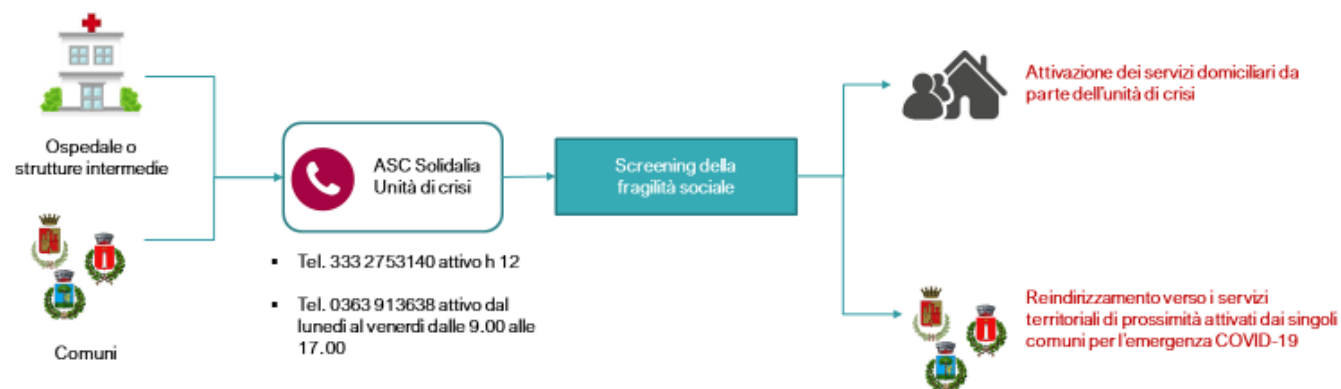 Ospedale o
strutture intermedie
Comuni
ASC Solidalia
Unità di crisi
▪ Tel. 333 2753140 attivo h 12
▪ Tel. 0363 913638 attivo dal
lunedì al venerdì dalle 9.00 alle
17.00
Screening della
fragilità sociale
Attivazione dei servizi domiciliari da
parte dell'unità di crisi
Reindirizzamento verso i servizi
territoriali di prossimità attivati dai singoli
comuni per l'emergenza COVID-19